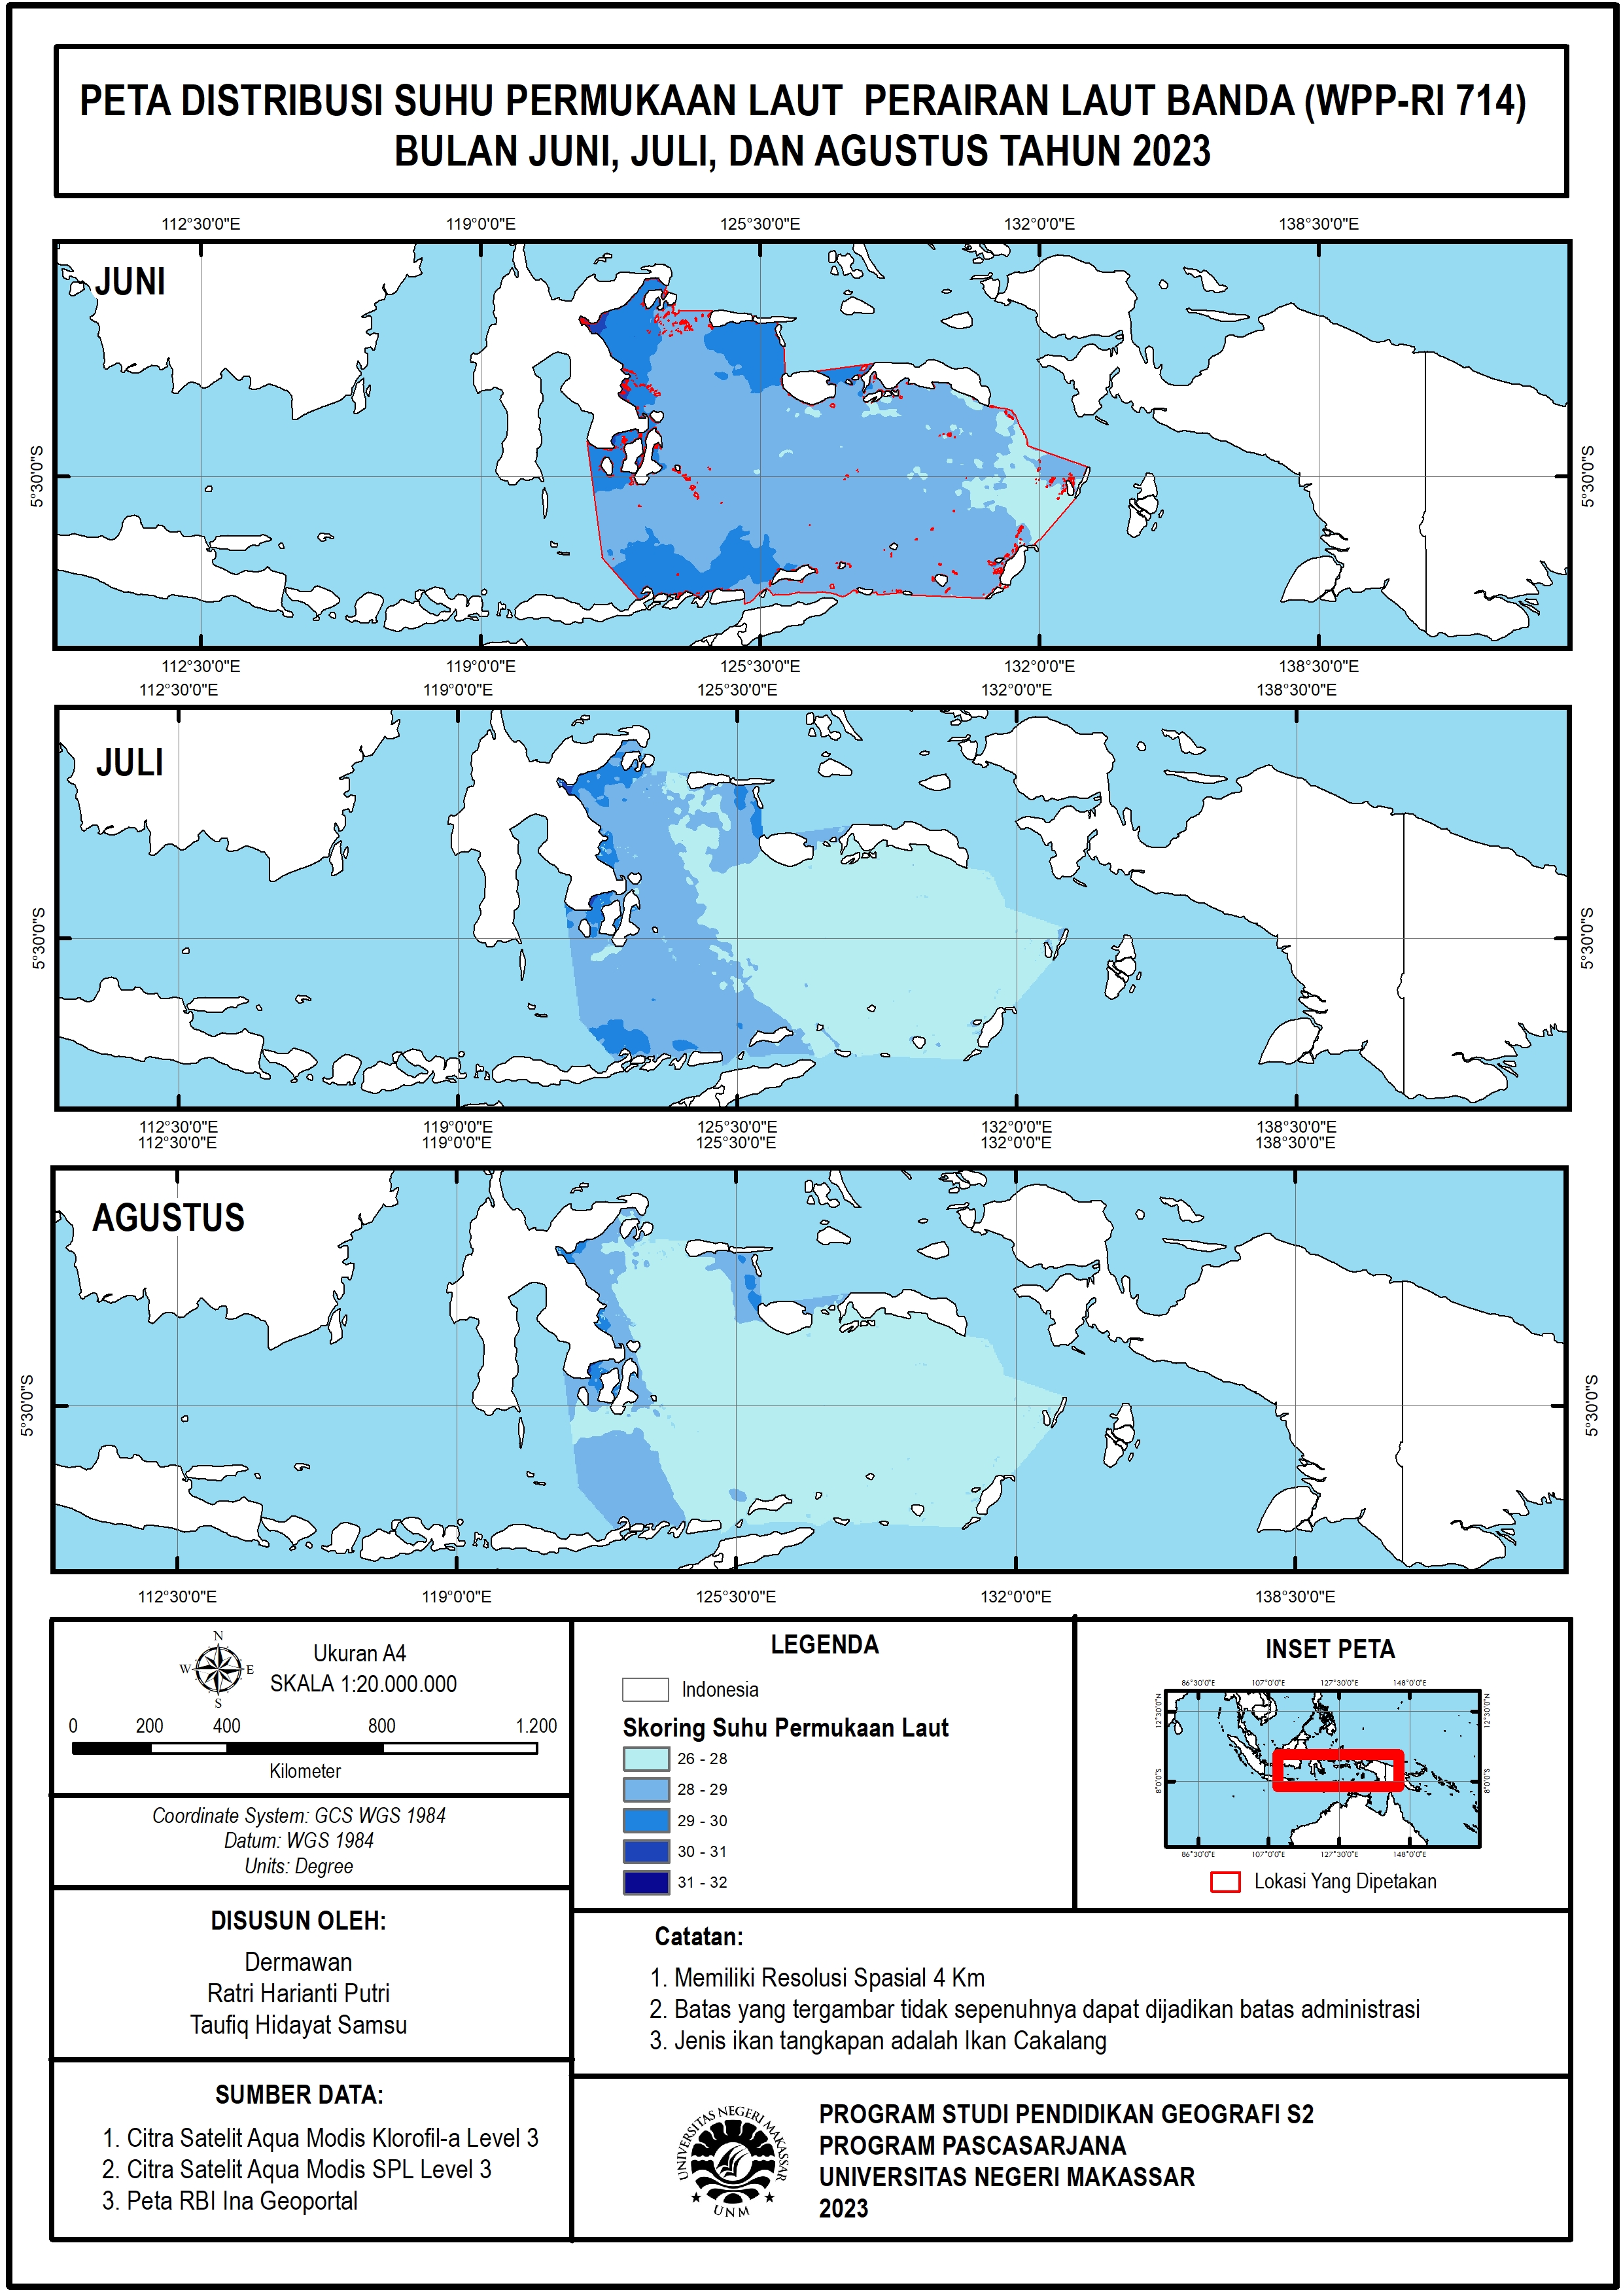 PETA DISTRIBUSI SUHU PERMUKAAN LAUT PERAIRAN LAUT BANDA (WPP-RI 714)
BULAN JUNI, JULI, DAN AGUSTUS TAHUN 2023
112°30'0"E 119°0'0"E 125°30'0"E 132°0'0"E 138°30'0"E
JUNI
5°30'0"S 5°30'0"S
112°30'0"E 119°0'0"E 125°30'0"E 132°0'0"E 138°30'0"E
112°30'0"E 119°0'0"E 125°30'0"E 132°0'0"E 138°30'0"E
JULI
5°30'0"S 5°30'0"S
112°30'0"E 119°0'0"E 125°30'0"E 132°0'0"E 138°30'0"E
112°30'0"E 119°0'0"E 125°30'0"E 132°0'0"E 138°30'0"E
AGUSTUS
5°30'0"S 5°30'0"S
112°30'0"E 119°0'0"E 125°30'0"E 132°0'0"E 138°30'0"E
N
W E
S
Ukuran A4
SKALA 1:20.000.000
0 200 400 800 1.200
Kilometer
Coordinate System: GCS WGS 1984
Datum: WGS 1984
Units: Degree
DISUSUN OLEH:
Dermawan
Ratri Harianti Putri
Taufiq Hidayat Samsu
SUMBER DATA:
1. Citra Satelit Aqua Modis Klorofil-a Level 3
2. Citra Satelit Aqua Modis SPL Level 3
3. Peta RBI Ina Geoportal
LEGENDA
Indonesia
Skoring Suhu Permukaan Laut
26 - 28
28 - 29
29 - 30
30 - 31
31 - 32
INSET PETA
86°30'0"E 107°0'0"E 127°30'0"E 148°0'0"E
12°30'0"N 12°30'0"N
8°0'0"S 8°0'0"S
86°30'0"E 107°0'0"E 127°30'0"E 148°0'0"E
Lokasi Yang Dipetakan
Catatan:
1. Memiliki Resolusi Spasial 4 Km
2. Batas yang tergambar tidak sepenuhnya dapat dijadikan batas administrasi
3. Jenis ikan tangkapan adalah Ikan Cakalang
UNIVERSITAS NEGERI MAKASSAR
UNM
PROGRAM STUDI PENDIDIKAN GEOGRAFI S2
PROGRAM PASCASARJANA
UNIVERSITAS NEGERI MAKASSAR
2023